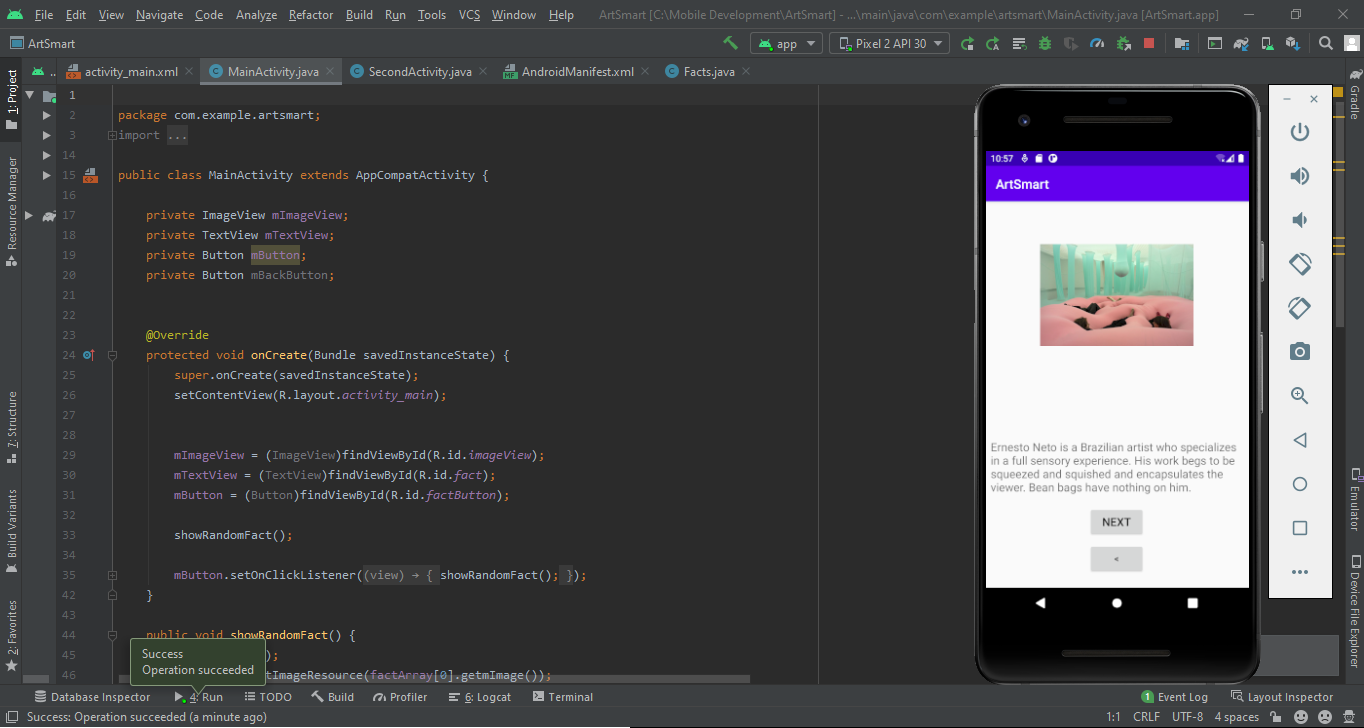 File Edit View Navigate Code Analyze Refactor Build Run Tools VCS Window Help ArtSmart [C:\Mobile Development\ArtSmart] - ...\main\java\com\example\artsmart\MainActivity.java [ArtSmart.app]
ArtSmart app Pixel 2 API 30
.. activity_main.xml MainActivity.java SecondActivity.java AndroidManifest.xml Facts.java
1: Project
Resource Manager
7: Structure
Build Variants
2: Favorites
1
2 package com.example.artsmart;
3 import ...
14
15 public class MainActivity extends AppCompatActivity {
16
17 private ImageView mImageView;
18 private TextView mTextView;
19 private Button mButton;
20 private Button mBackButton;
21
22
23 @Override
24 protected void onCreate(Bundle savedInstanceState) {
25 super.onCreate(savedInstanceState);
26 setContentView(R.layout.activity_main);
27
28
29 mImageView = (ImageView)findViewById(R.id.imageView);
30 mTextView = (TextView)findViewById(R.id.fact);
31 mButton = (Button)findViewById(R.id.factButton);
32
33 showRandomFact();
34
35 mButton.setOnClickListener((view) → { showRandomFact(); });
42 }
43
44 public void showRandomFact() {
45 );
46 tImageResource(factArray[0].getmImage());
Success
Operation succeeded
10:57
ArtSmart
Ernesto Neto is a Brazilian artist who specializes
in a full sensory experience. His work begs to be
squeezed and squished and encapsulates the
viewer. Bean bags have nothing on him.
NEXT
<
Gradle
Emulator
Device File Explorer
Database Inspector 4: Run TODO Build Profiler 6: Logcat Terminal 1 Event Log Layout Inspector
Success: Operation succeeded (a minute ago) 1:1 CRLF UTF-8 4 spaces